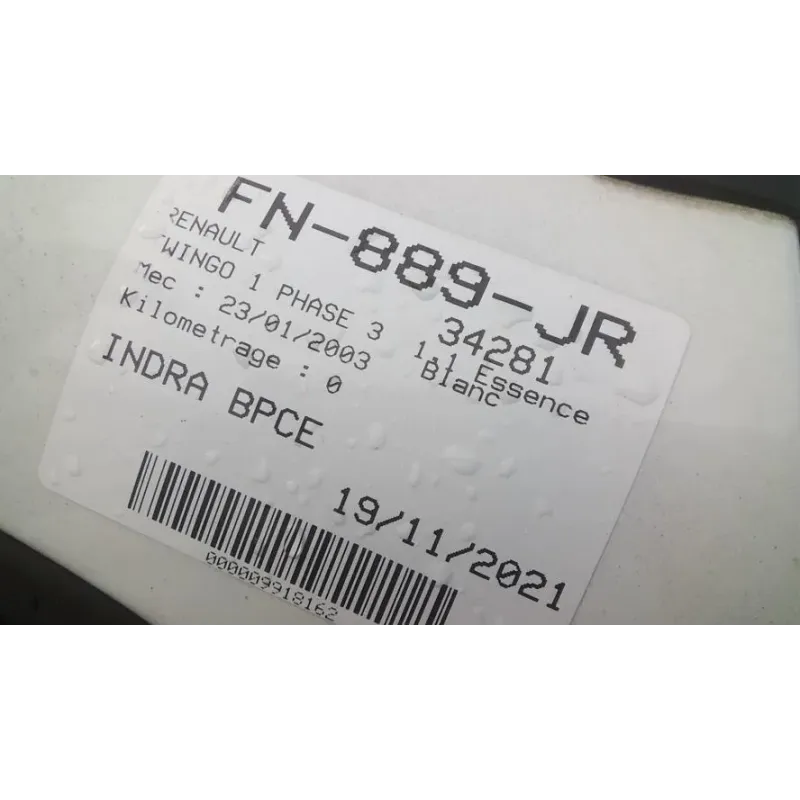 FN-889-JR
RENAULT 34281
TWINGO 1 PHASE 3 1.1 Essence
Mec : 23/01/2003 Blanc
Kilometrage : 0
INDRA BPCE
19/11/2021
000009918162